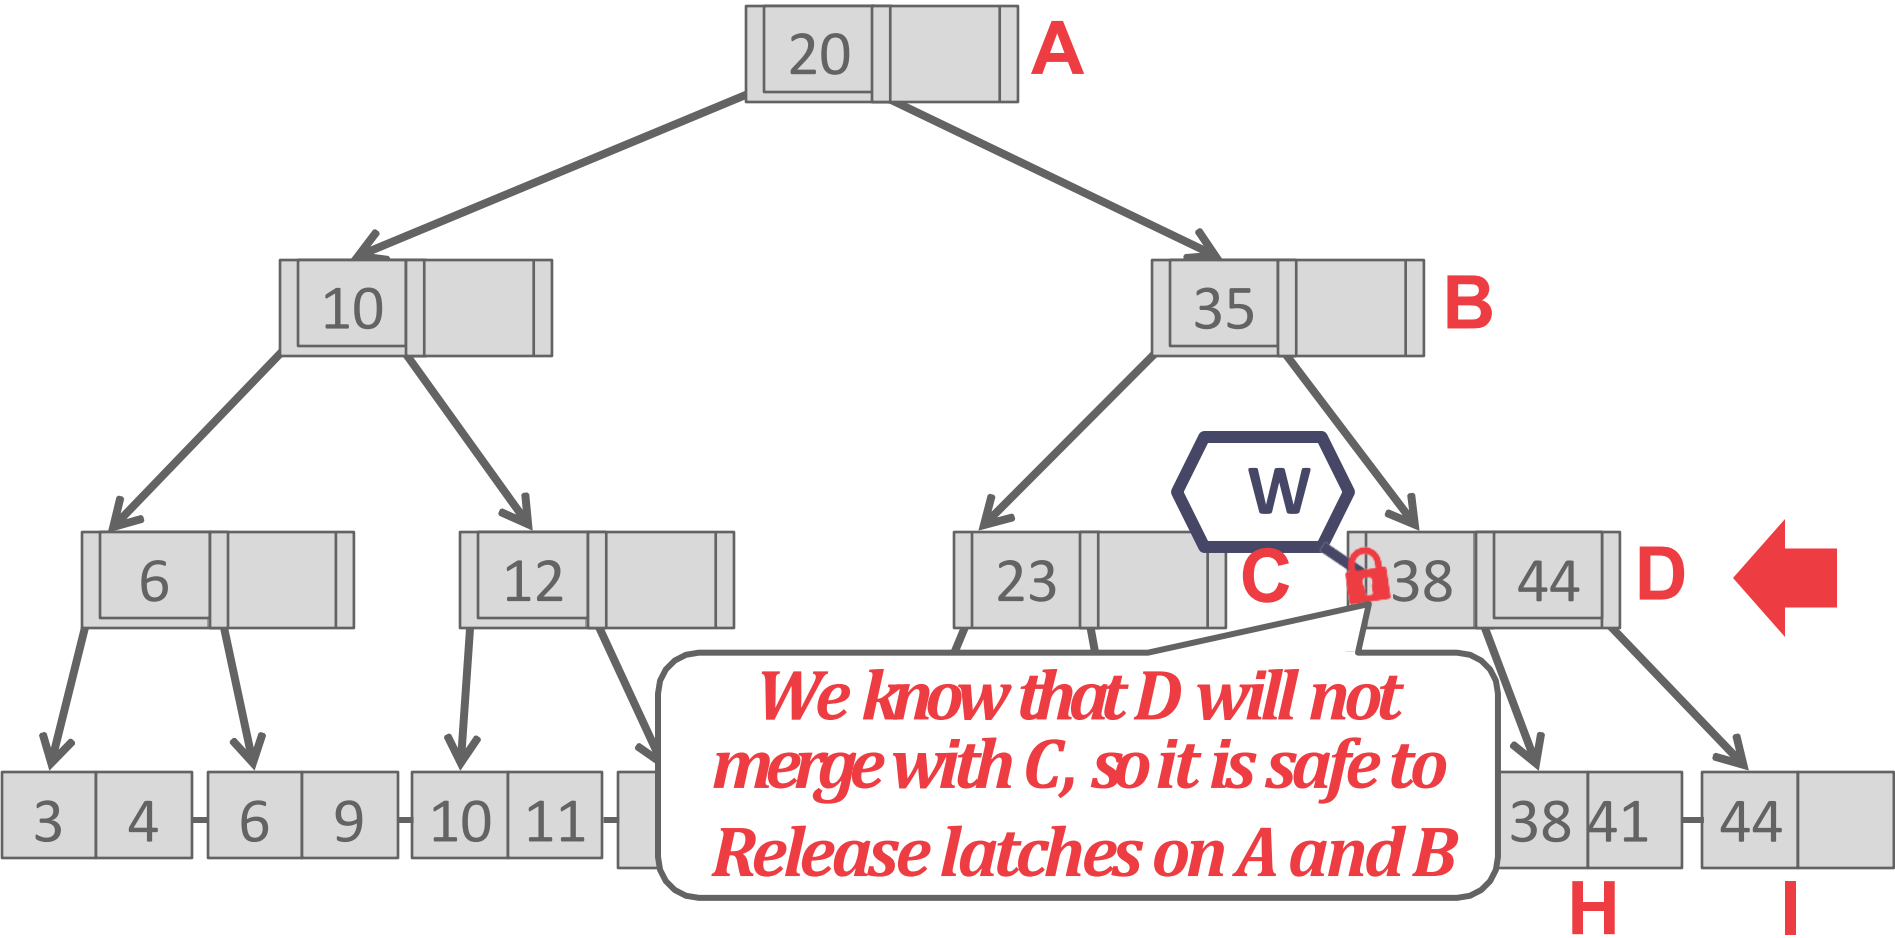 20 A
10
35 B
W
6
12
23 C
38 44 D
We know that D will not
merge with C, so it is safe to
Release latches on A and B
3 4
6 9
10 11
38 41
44
H
I